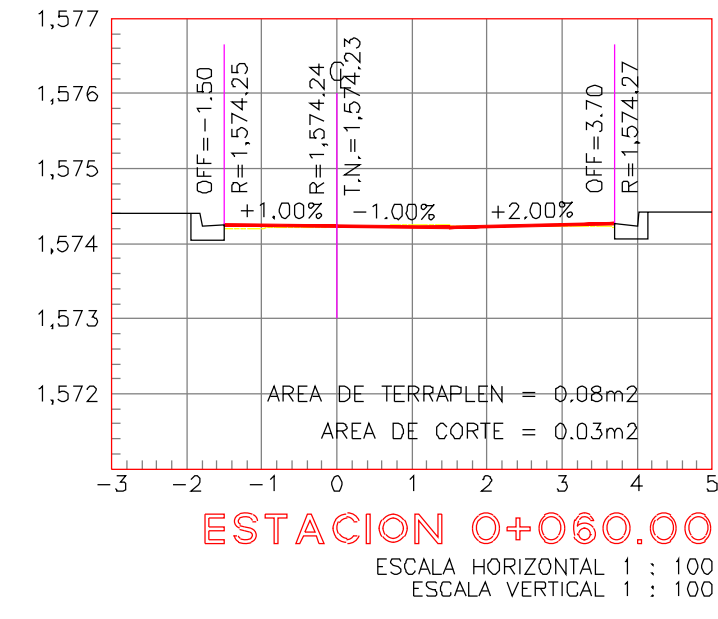 1,577
1,576
1,575
1,574
1,573
1,572
OFF=-1.50
R=1,574.25
R=1,574.24
T.N.=1,574.23
CL
OFF=3.70
R=1,574.27
+1.00% -1.00% +2.00%
AREA DE TERRAPLEN = 0.08m2
AREA DE CORTE = 0.03m2
-3 -2 -1 0 1 2 3 4 5
ESTACION 0+060.00
ESCALA HORIZONTAL 1 : 100
ESCALA VERTICAL 1 : 100